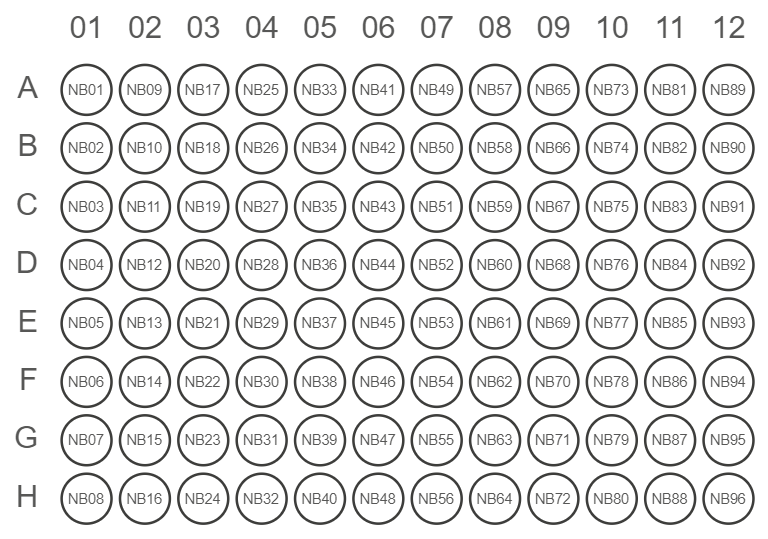 01 02 03 04 05 06 07 08 09 10 11 12
A NB01 NB09 NB17 NB25 NB33 NB41 NB49 NB57 NB65 NB73 NB81 NB89
B NB02 NB10 NB18 NB26 NB34 NB42 NB50 NB58 NB66 NB74 NB82 NB90
C NB03 NB11 NB19 NB27 NB35 NB43 NB51 NB59 NB67 NB75 NB83 NB91
D NB04 NB12 NB20 NB28 NB36 NB44 NB52 NB60 NB68 NB76 NB84 NB92
E NB05 NB13 NB21 NB29 NB37 NB45 NB53 NB61 NB69 NB77 NB85 NB93
F NB06 NB14 NB22 NB30 NB38 NB46 NB54 NB62 NB70 NB78 NB86 NB94
G NB07 NB15 NB23 NB31 NB39 NB47 NB55 NB63 NB71 NB79 NB87 NB95
H NB08 NB16 NB24 NB32 NB40 NB48 NB56 NB64 NB72 NB80 NB88 NB96